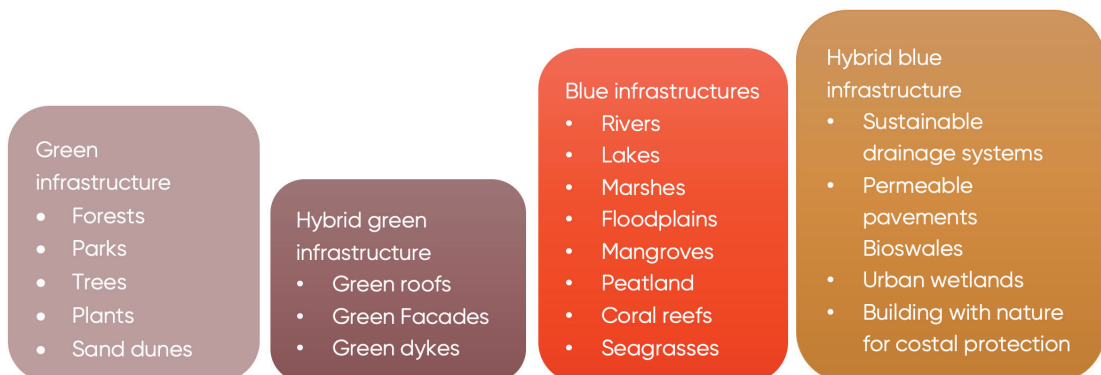 Green
infrastructure
• Forests
• Parks
• Trees
• Plants
• Sand dunes
Hybrid green
infrastructure
• Green roofs
• Green Facades
• Green dykes
Blue infrastructures
• Rivers
• Lakes
• Marshes
• Floodplains
• Mangroves
• Peatland
• Coral reefs
• Seagrasses
Hybrid blue
infrastructure
• Sustainable
drainage systems
• Permeable
pavements
Bioswales
• Urban wetlands
• Building with nature
for costal protection